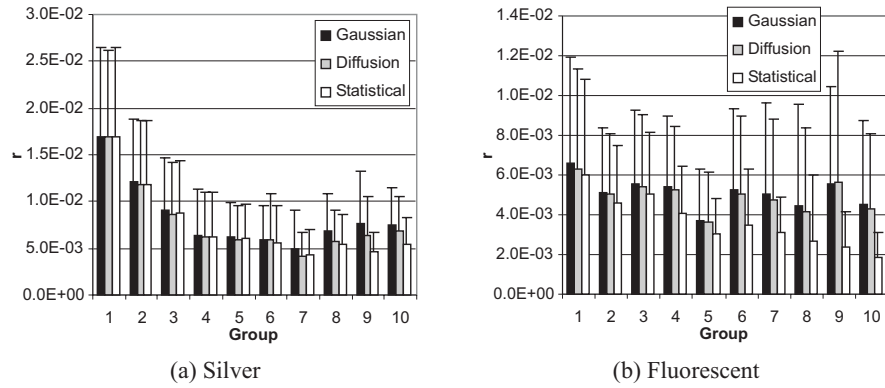 3.0E-02
2.5E-02
2.0E-02
1.5E-02
1.0E-02
5.0E-03
0.0E+00
r
Gaussian
Diffusion
Statistical
1 2 3 4 5 6 7 8 9 10
Group
(a) Silver
1.4E-02
1.2E-02
1.0E-02
8.0E-03
6.0E-03
4.0E-03
2.0E-03
0.0E+00
r
Gaussian
Diffusion
Statistical
1 2 3 4 5 6 7 8 9 10
Group
(b) Fluorescent